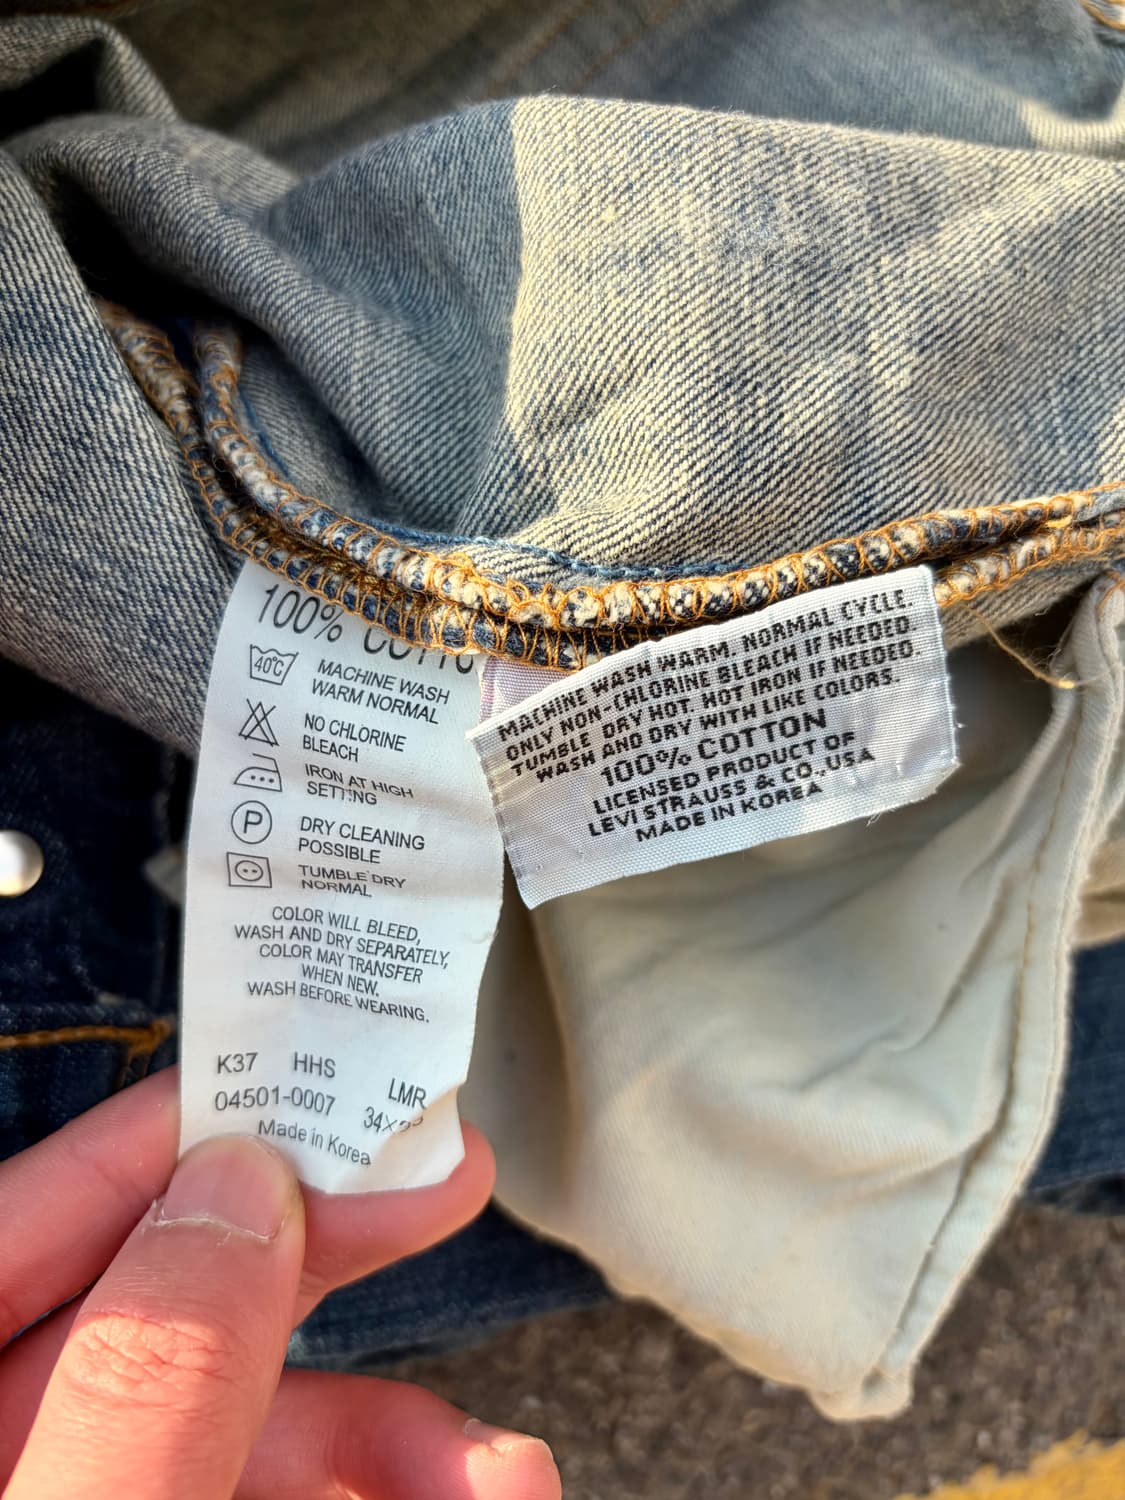 100%
40℃
MACHINE WASH
WARM NORMAL
NO CHLORINE
BLEACH
IRON AT HIGH
SETTING
P
DRY CLEANING
POSSIBLE
TUMBLE DRY
NORMAL
COLOR WILL BLEED,
WASH AND DRY SEPARATELY,
COLOR MAY TRANSFER
WHEN NEW.
WASH BEFORE WEARING.
K37 HHS
LMR
04501-0007
Made in Korea
MACHINE WASH WARM, NORMAL CYCLE.
ONLY NON-CHLORINE BLEACH IF NEEDED.
TUMBLE DRY HOT. HOT IRON IF NEEDED.
WASH AND DRY WITH LIKE COLORS.
100% COTTON
LICENSED PRODUCT OF
LEVI STRAUSS & CO., USA
MADE IN KOREA